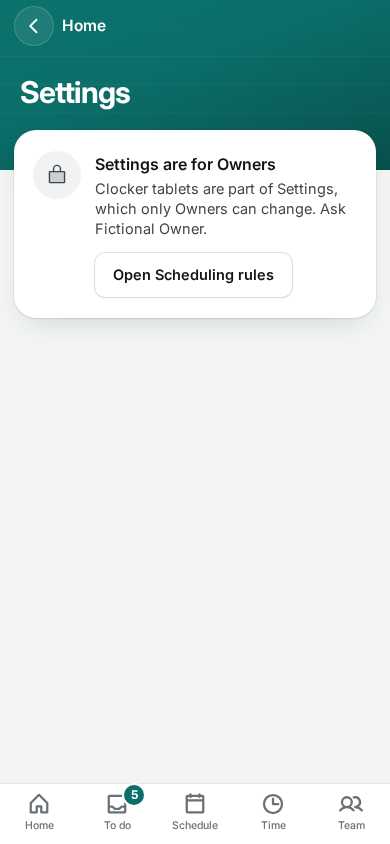 Home
Settings
Settings are for Owners
Clocker tablets are part of Settings,
which only Owners can change. Ask
Fictional Owner.
Open Scheduling rules
5
Home
To do
Schedule
Time
Team